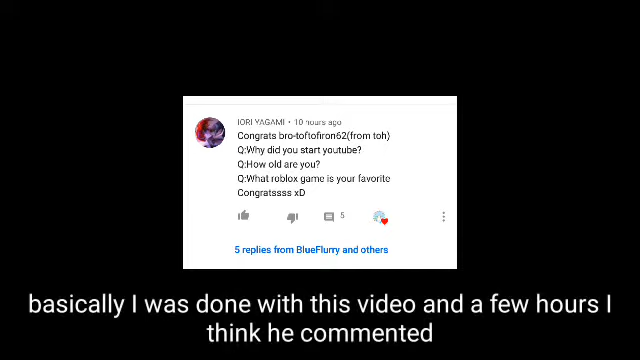 IORI YAGAMI • 10 hours ago
Congrats bro-toftofiron62(from toh)
Q:Why did you start youtube?
Q:How old are you?
Q:What roblox game is your favorite
Congratssss xD
5
5 replies from BlueFlurry and others
basically I was done with this video and a few hours I
think he commented